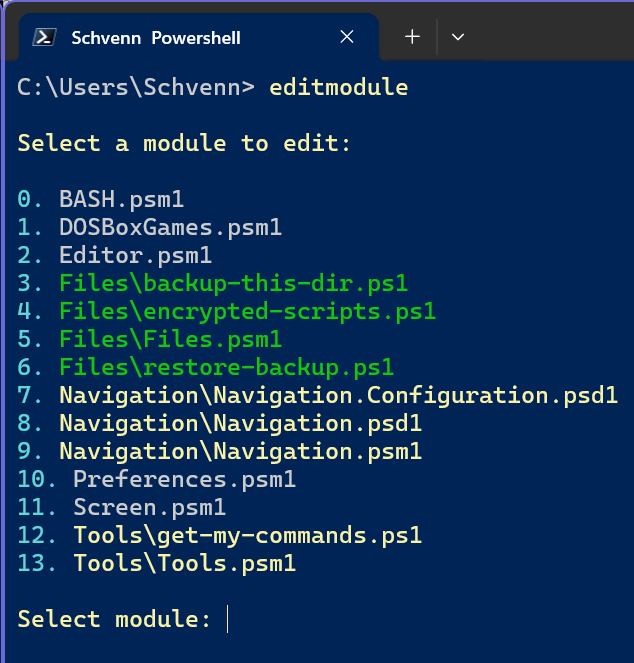 Schvenn Powershell
C:\Users\Schvenn> editmodule
Select a module to edit:
0. BASH.psm1
1. DOSBoxGames.psm1
2. Editor.psm1
3. Files\backup-this-dir.ps1
4. Files\encrypted-scripts.ps1
5. Files\Files.psm1
6. Files\restore-backup.ps1
7. Navigation\Navigation.Configuration.psd1
8. Navigation\Navigation.psd1
9. Navigation\Navigation.psm1
10. Preferences.psm1
11. Screen.psm1
12. Tools\get-my-commands.ps1
13. Tools\Tools.psm1
Select module: